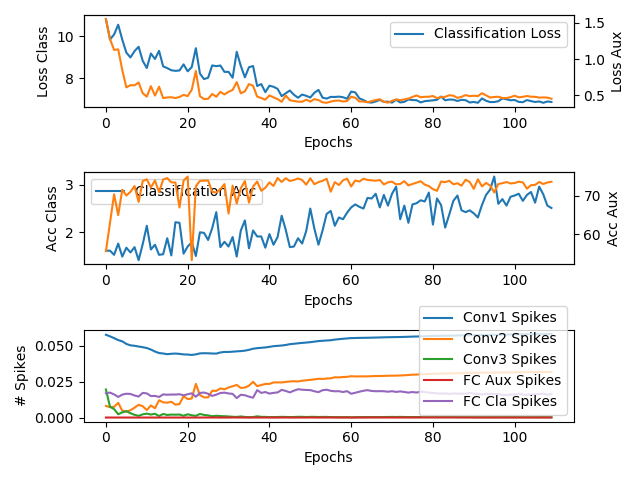 Classification Loss
Loss Class
Loss Aux
10
8
1.5
1.0
0.5
0 20 40 60 80 100
Epochs
Classification Acc
Acc Class
Acc Aux
3
2
70
60
0 20 40 60 80 100
Epochs
Conv1 Spikes
Conv2 Spikes
Conv3 Spikes
FC Aux Spikes
FC Cla Spikes
# Spikes
0.050
0.025
0.000
0 20 40 60 80 100
Epochs